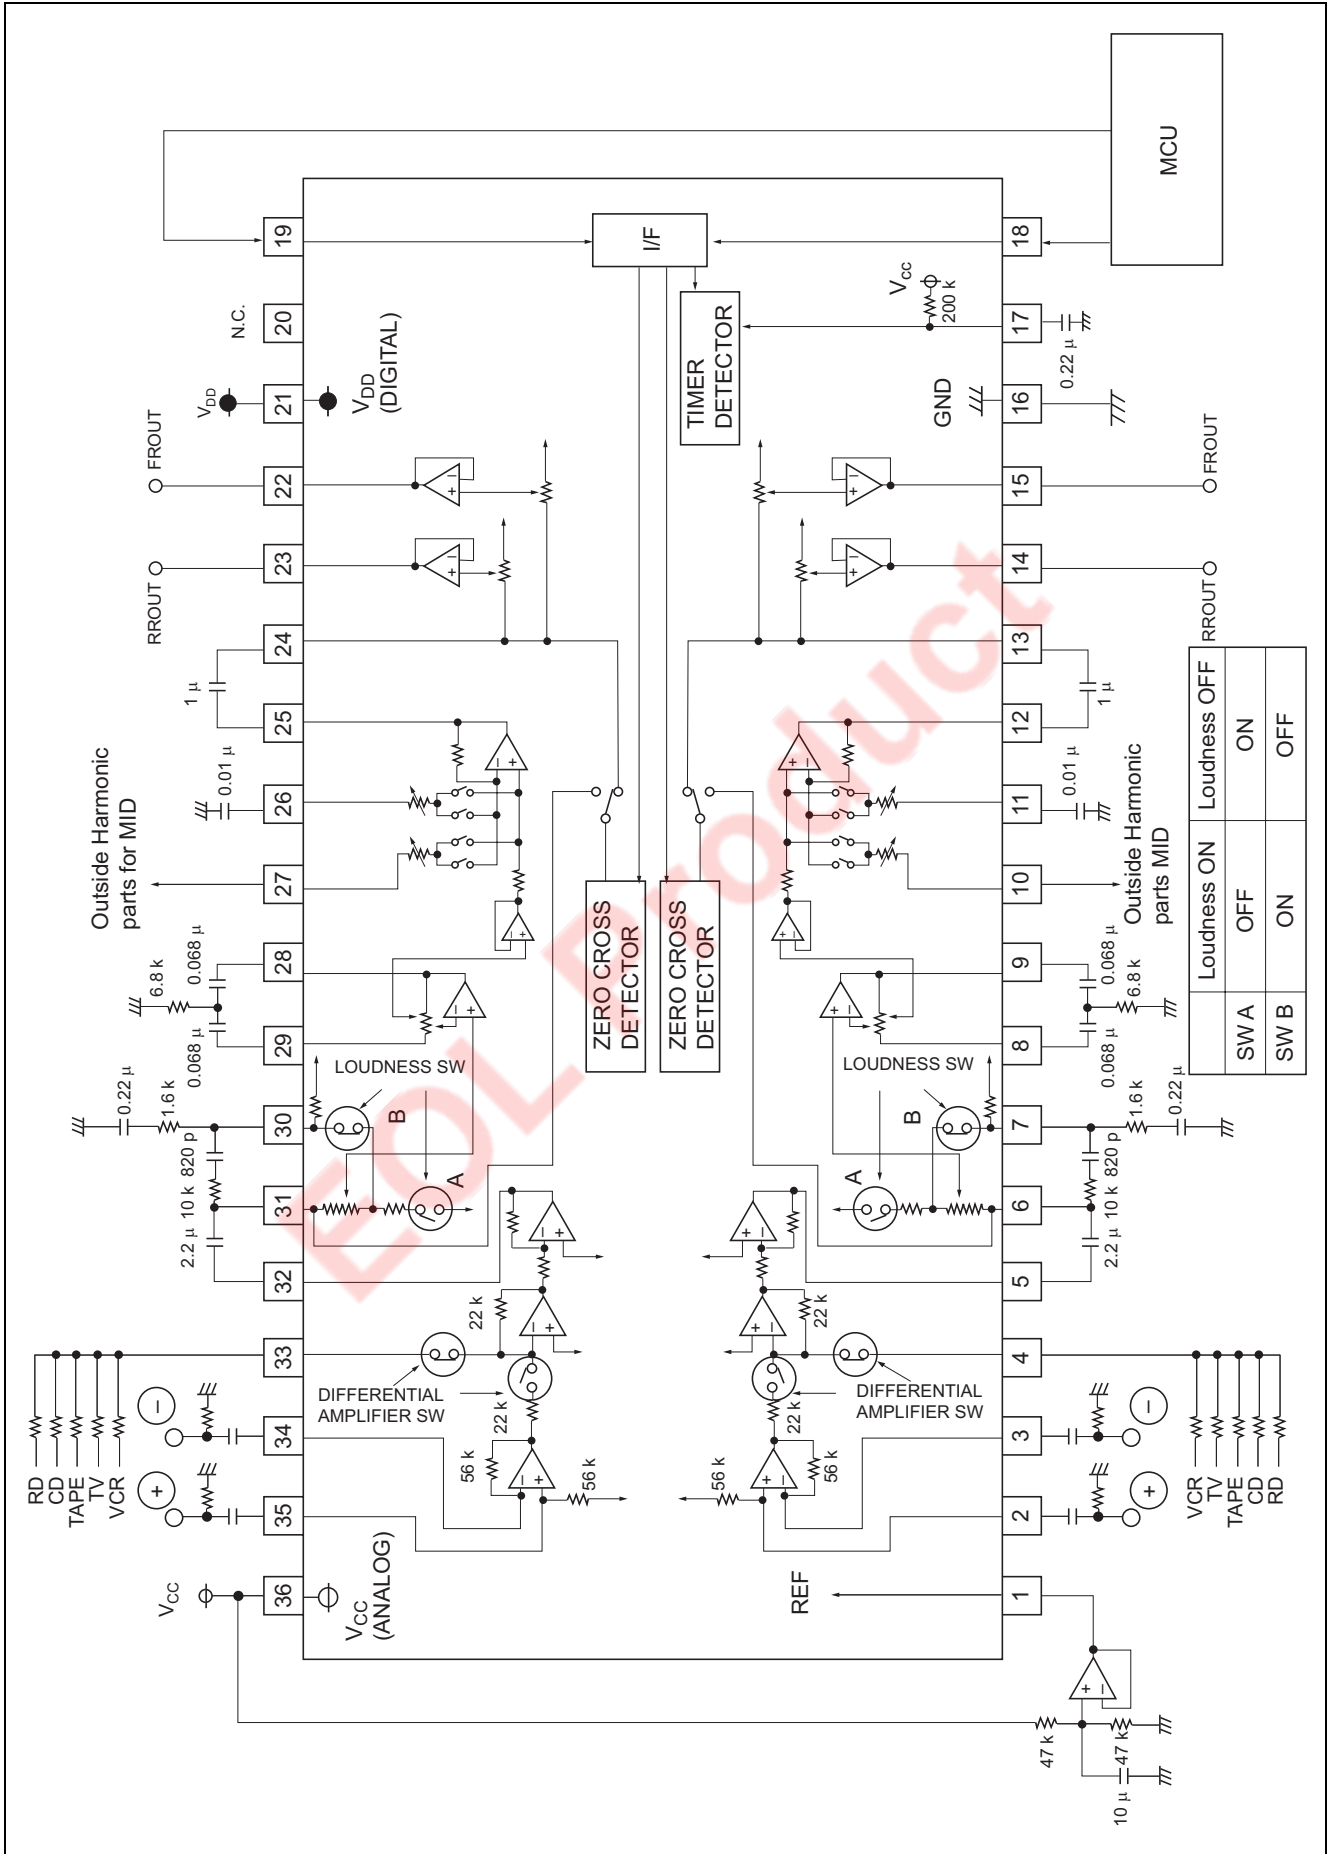 MCU
19
20
21
22
23
24
25
26
27
28
29
30
31
32
33
34
35
36
N.C.
V_DD
FROUT
RROUT
1 µ
0.01 µ
Outside Harmonic
parts for MID
0.068 µ
6.8 k
0.068 µ
0.22 µ
1.6 k
820 p
10 k
2.2 µ
RD
CD
TAPE
TV
VCR
−
+
V_CC
V_DD
(DIGITAL)
I/F
TIMER
DETECTOR
V_CC
200 k
GND
ZERO CROSS
DETECTOR
ZERO CROSS
DETECTOR
LOUDNESS SW
B
A
LOUDNESS SW
B
A
22 k
DIFFERENTIAL
AMPLIFIER SW
22 k
56 k
56 k
22 k
DIFFERENTIAL
AMPLIFIER SW
22 k
56 k
56 k
V_CC
(ANALOG)
REF
18
17
16
15
14
13
12
11
10
9
8
7
6
5
4
3
2
1
0.22 µ
FROUT
RROUT
1 µ
0.01 µ
Outside Harmonic
parts MID
0.068 µ
6.8 k
0.068 µ
0.22 µ
1.6 k
820 p
10 k
2.2 µ
VCR
TV
TAPE
CD
RD
−
+
47 k
47 k
10 µ
Loudness ON Loudness OFF
SW A OFF ON
SW B ON OFF
EOL Product